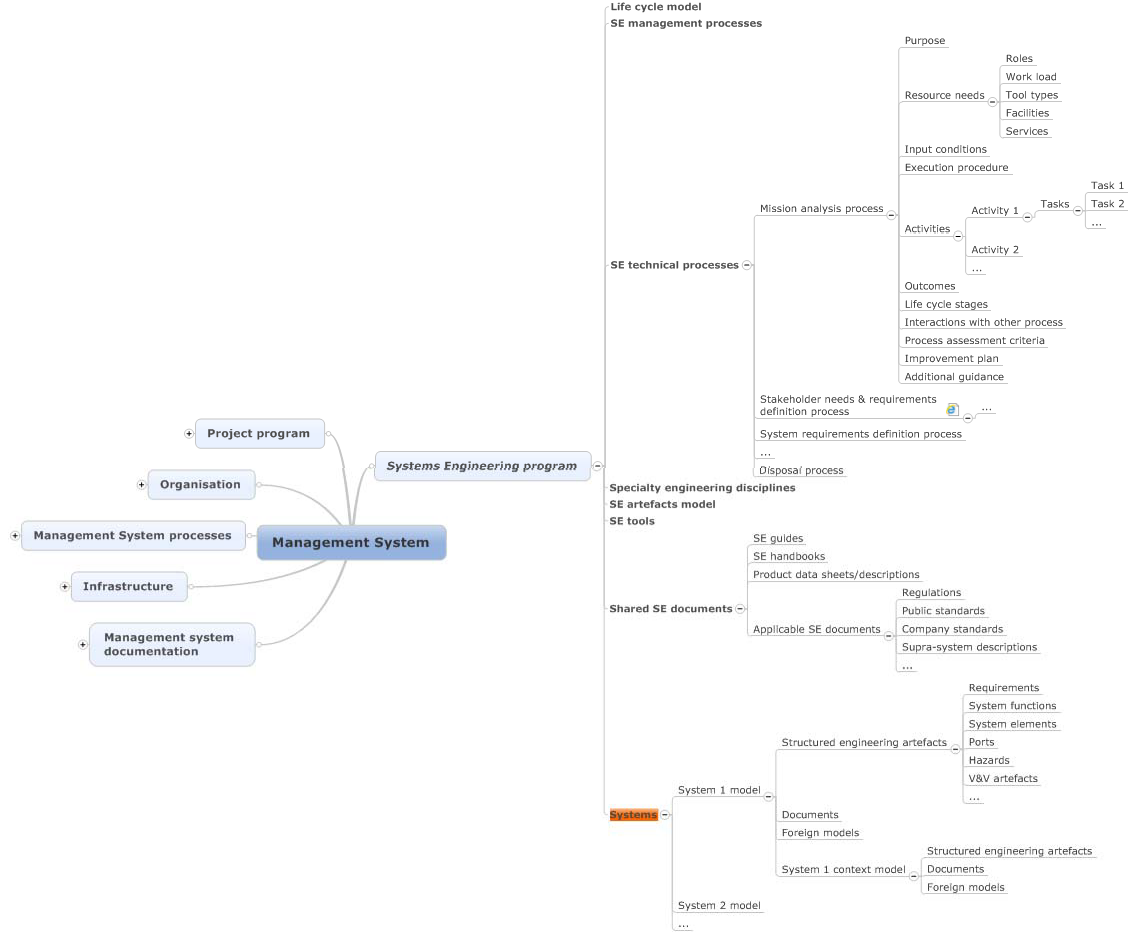 Life cycle model
SE management processes
Purpose
Roles
Work load
Resource needs
Tool types
Facilities
Services
Input conditions
Execution procedure
Task 1
Mission analysis process
Activity 1
Tasks
Task 2
...
Activities
Activity 2
...
SE technical processes
Outcomes
Life cycle stages
Interactions with other process
Process assessment criteria
Improvement plan
Additional guidance
Stakeholder needs & requirements
definition process
...
System requirements definition process
...
Disposal process
Project program
Systems Engineering program
Organisation
Management System processes
Management System
Infrastructure
Management system
documentation
Specialty engineering disciplines
SE artefacts model
SE tools
SE guides
SE handbooks
Product data sheets/descriptions
Shared SE documents
Regulations
Public standards
Applicable SE documents
Company standards
Supra-system descriptions
...
Requirements
System functions
System elements
Structured engineering artefacts
Ports
Hazards
V&V artefacts
...
System 1 model
Systems
Documents
Foreign models
Structured engineering artefacts
System 1 context model
Documents
Foreign models
System 2 model
...